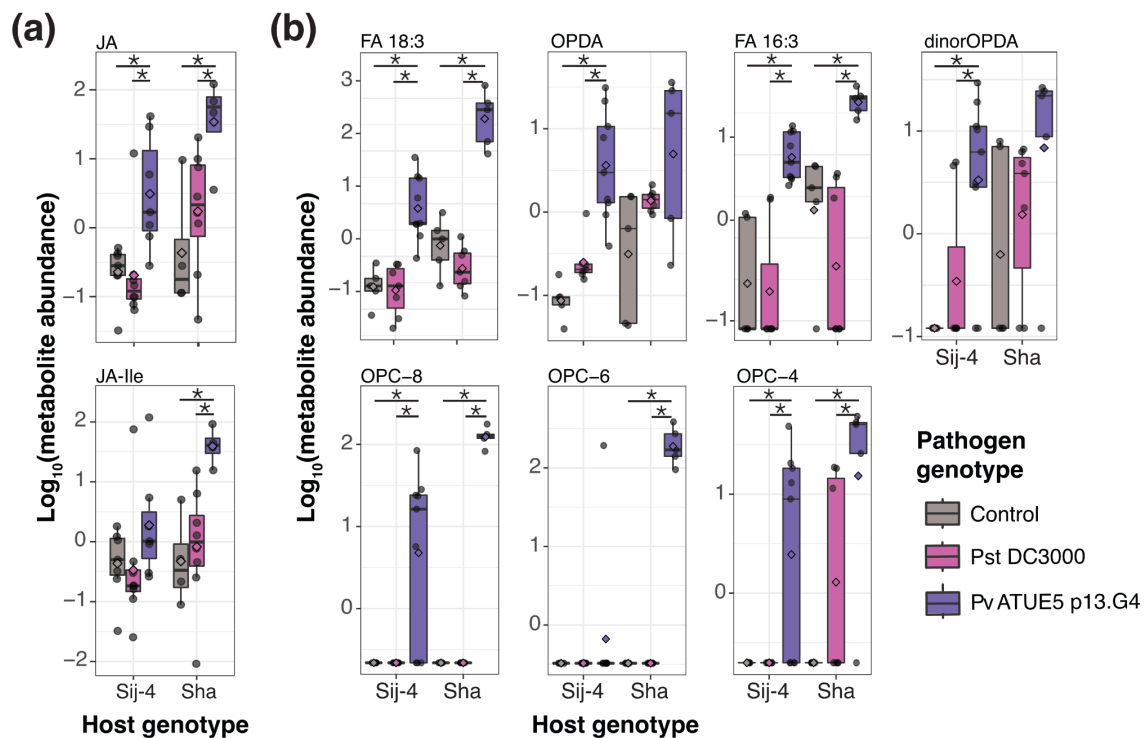 (a)
(b)
JA
FA 18:3
OPDA
FA 16:3
dinorOPDA
* * * *
* * * * * * * * * *
1
0
−1
3
2
1
0
−1
1
0
−1
1
0
−1
1
0
−1
Sij-4 Sha
JA-Ile
OPC−8
OPC−6
OPC−4
* *
* * * * * * * * * *
2
1
0
−1
−2
2
1
0
2
1
0
1
0
Log10(metabolite abundance)
Log10(metabolite abundance)
Sij-4 Sha
Sij-4 Sha
Sij-4 Sha
Sij-4 Sha
Host genotype
Host genotype
Pathogen
genotype
Control
Pst DC3000
Pv ATUE5 p13.G4